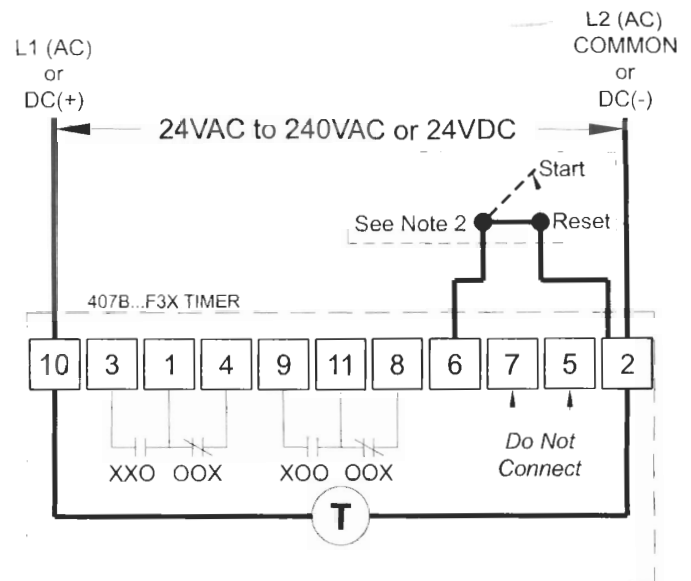 L1 (AC)
or
DC(+)
L2 (AC)
COMMON
or
DC(-)
24VAC to 240VAC or 24VDC
Start
See Note 2
Reset
407B...F3X TIMER
10 3 1 4 9 11 8 6 7 5 2
XXO OOX XOO OOX
Do Not
Connect
T